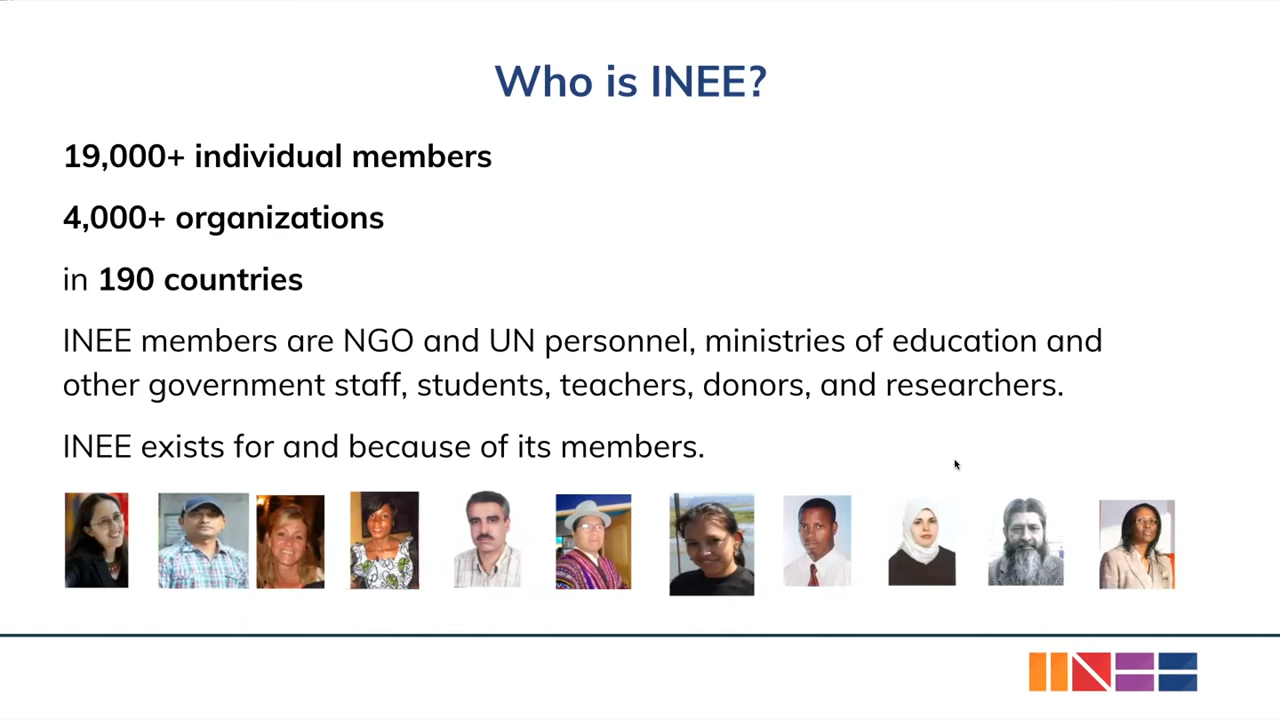 Who is INEE?
19,000+ individual members
4,000+ organizations
in 190 countries
INEE members are NGO and UN personnel, ministries of education and
other government staff, students, teachers, donors, and researchers.
INEE exists for and because of its members.
INEE